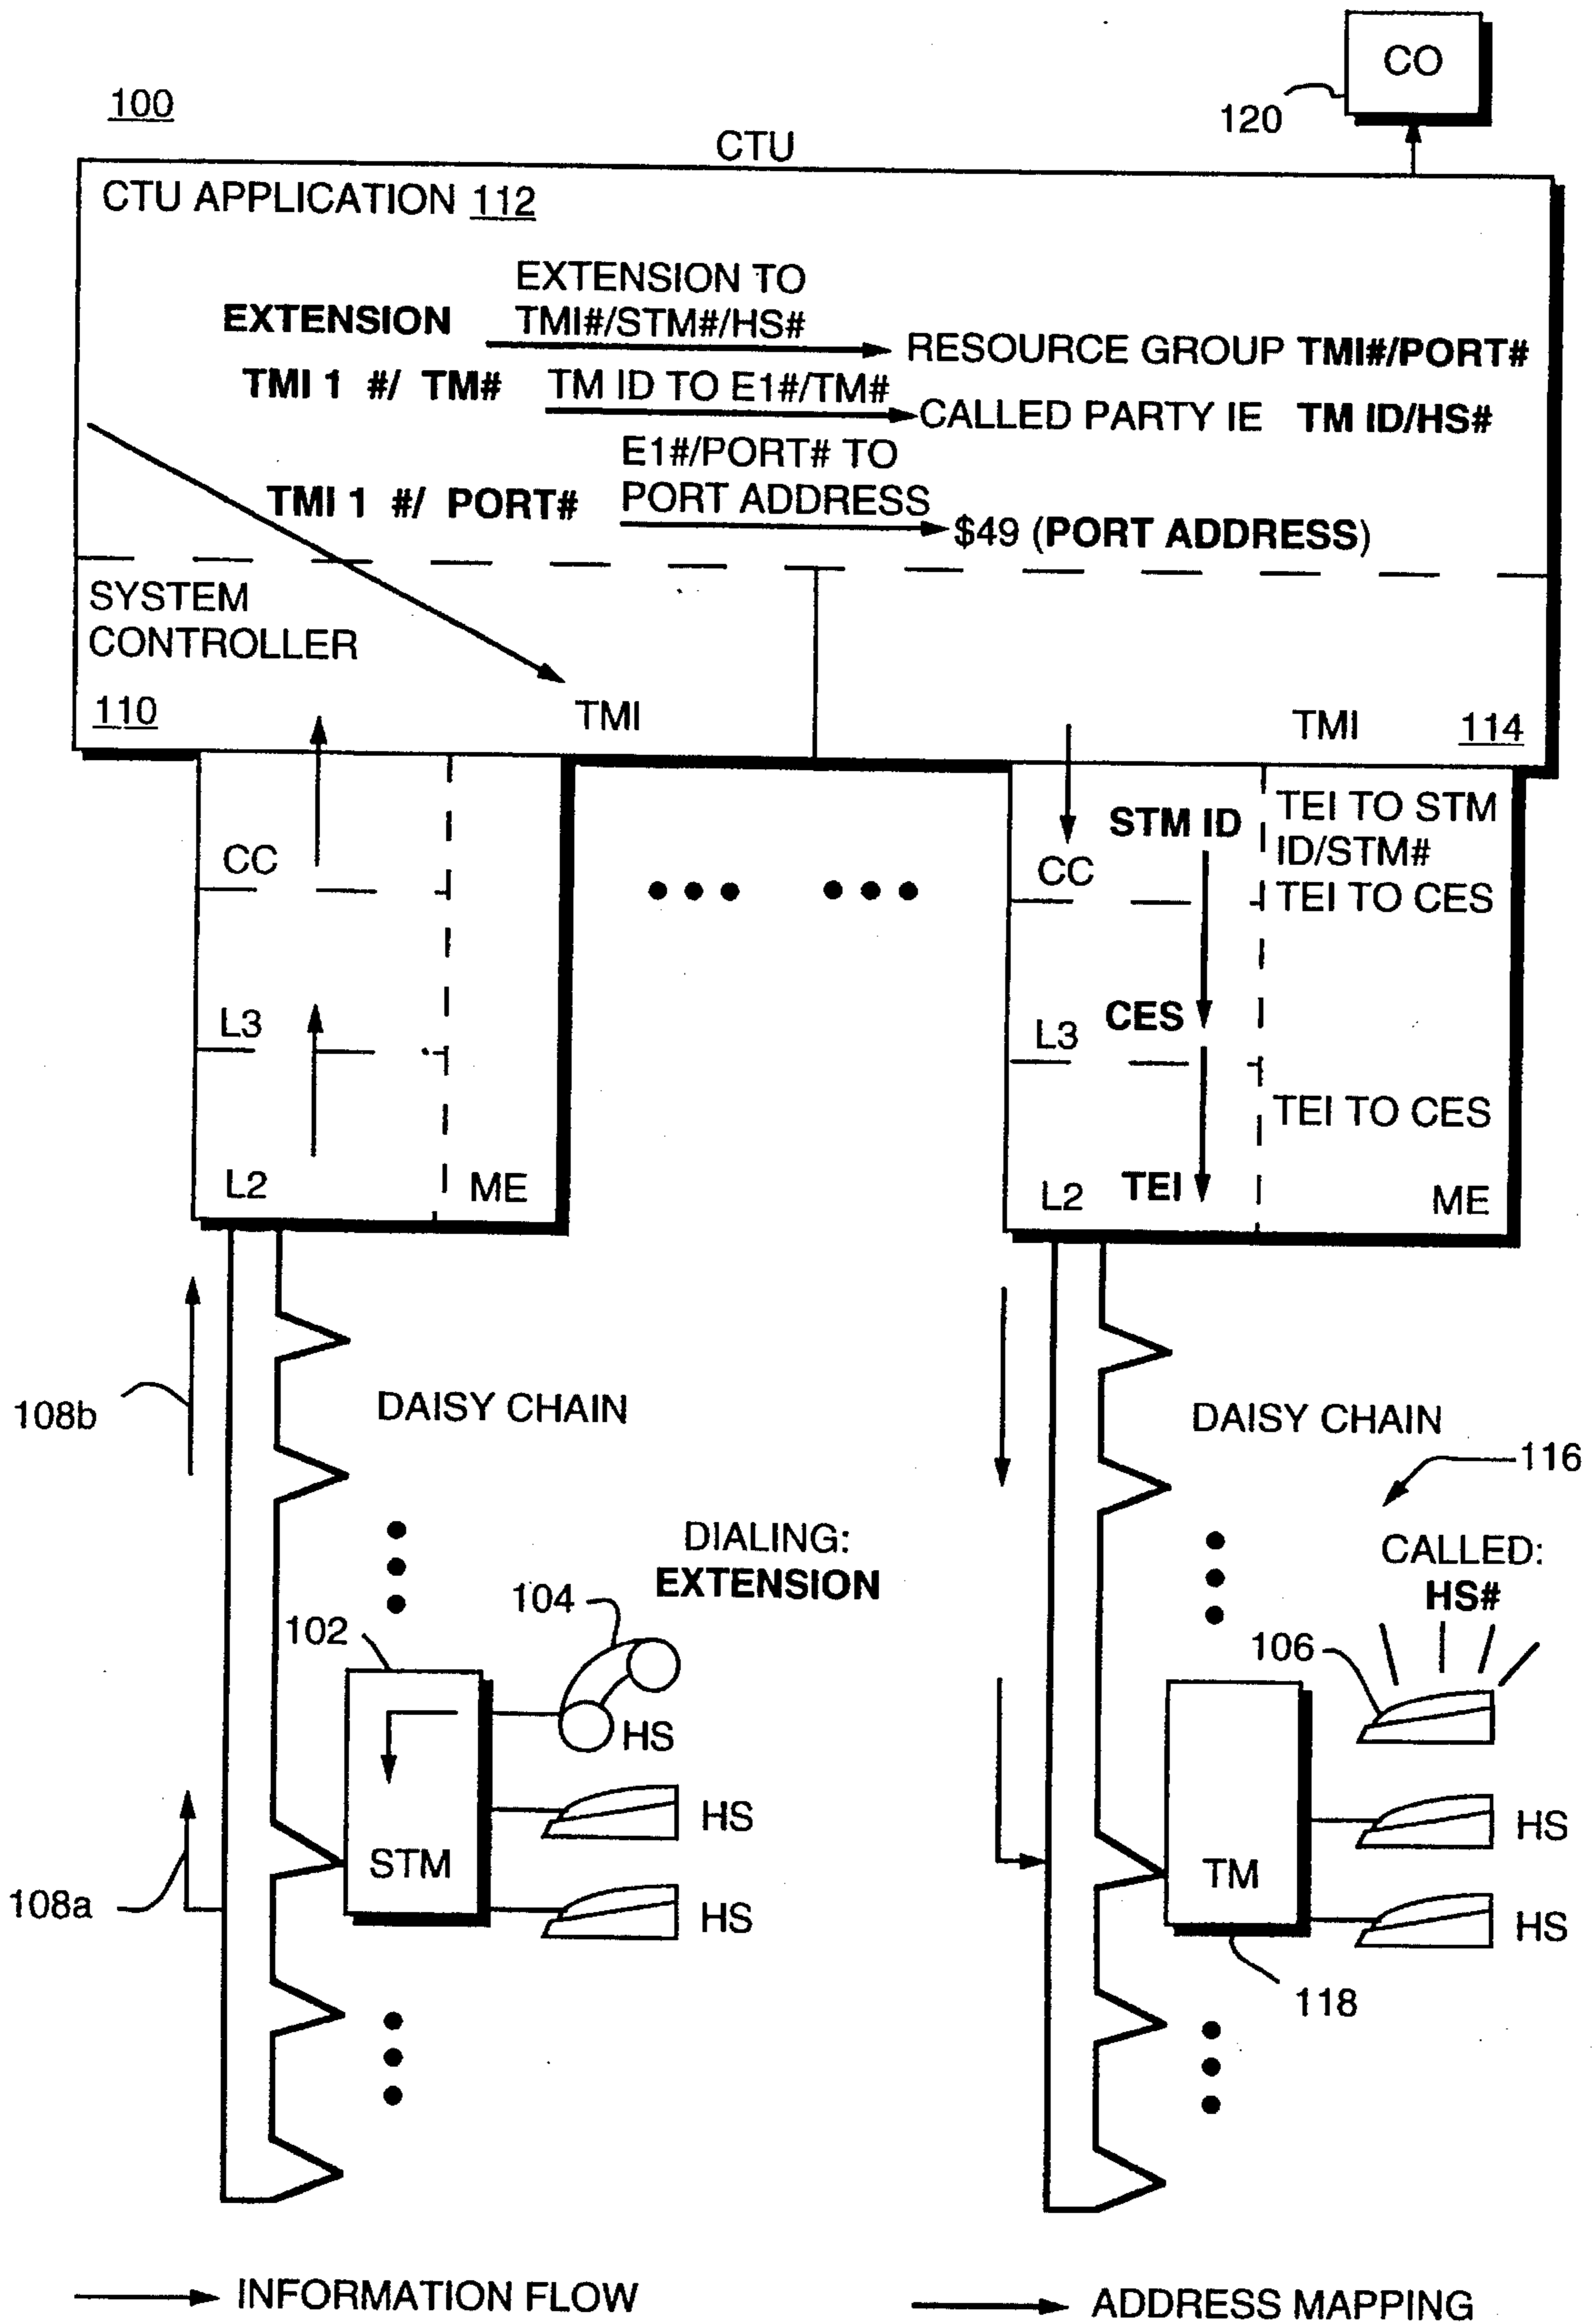 CO
120
100
CTU
CTU APPLICATION 112
EXTENSION TO
TMI#/STM#/HS#
EXTENSION
RESOURCE GROUP TMI#/PORT#
TMI 1 #/ TM#
TM ID TO E1#/TM#
CALLED PARTY IE TM ID/HS#
E1#/PORT# TO
PORT ADDRESS
TMI 1 #/ PORT#
$49 (PORT ADDRESS)
SYSTEM
CONTROLLER
110
TMI
TMI
114
CC
L3
L2
ME
STM ID
TEI TO STM
ID/STM#
CC
TEI TO CES
CES
L3
TEI TO CES
TEI
L2
ME
108b
DAISY CHAIN
DAISY CHAIN
116
DIALING:
EXTENSION
CALLED:
HS#
104
102
106
HS
HS
STM
HS
108a
HS
TM
HS
118
INFORMATION FLOW
ADDRESS MAPPING